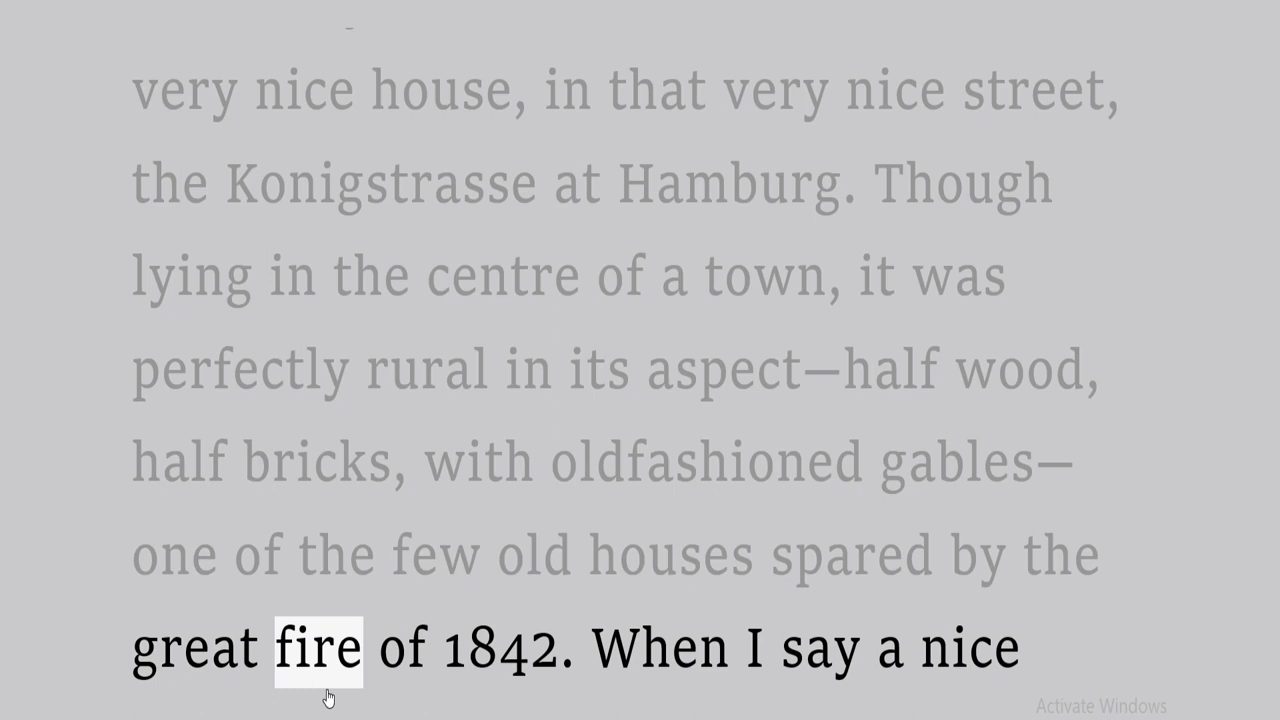 very nice house, in that very nice street,
the Konigstrasse at Hamburg. Though
lying in the centre of a town, it was
perfectly rural in its aspect—half wood,
half bricks, with oldfashioned gables—
one of the few old houses spared by the
great fire of 1842. When I say a nice
Activate Windows